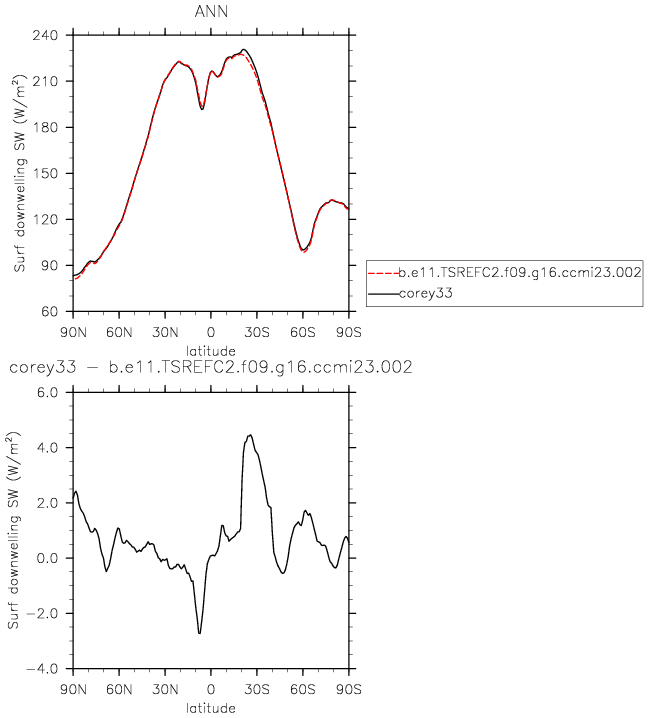 ANN
Surf downwelling SW (W/m²)
240
210
180
150
120
90
60
90N 60N 30N 0 30S 60S 90S
latitude
b.e11.TSREFC2.f09.g16.ccmi23.002
corey33
corey33 − b.e11.TSREFC2.f09.g16.ccmi23.002
Surf downwelling SW (W/m²)
6.0
4.0
2.0
0.0
−2.0
−4.0
90N 60N 30N 0 30S 60S 90S
latitude